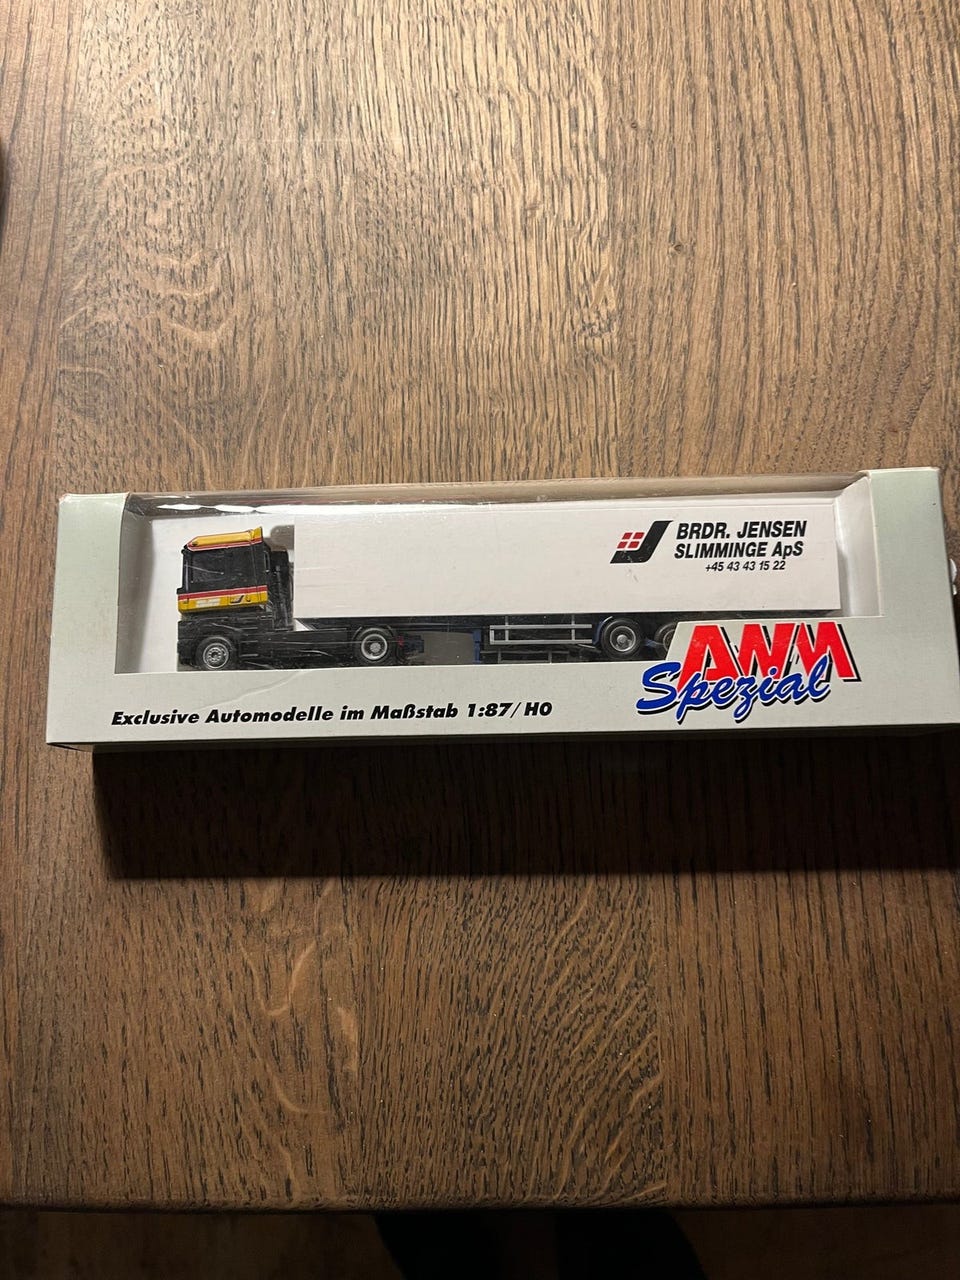 BRDR. JENSEN
SLIMMINGE ApS
+45 43 43 15 22
AWM
Spezial
Exclusive Automodelle im Maßstab 1:87/H0